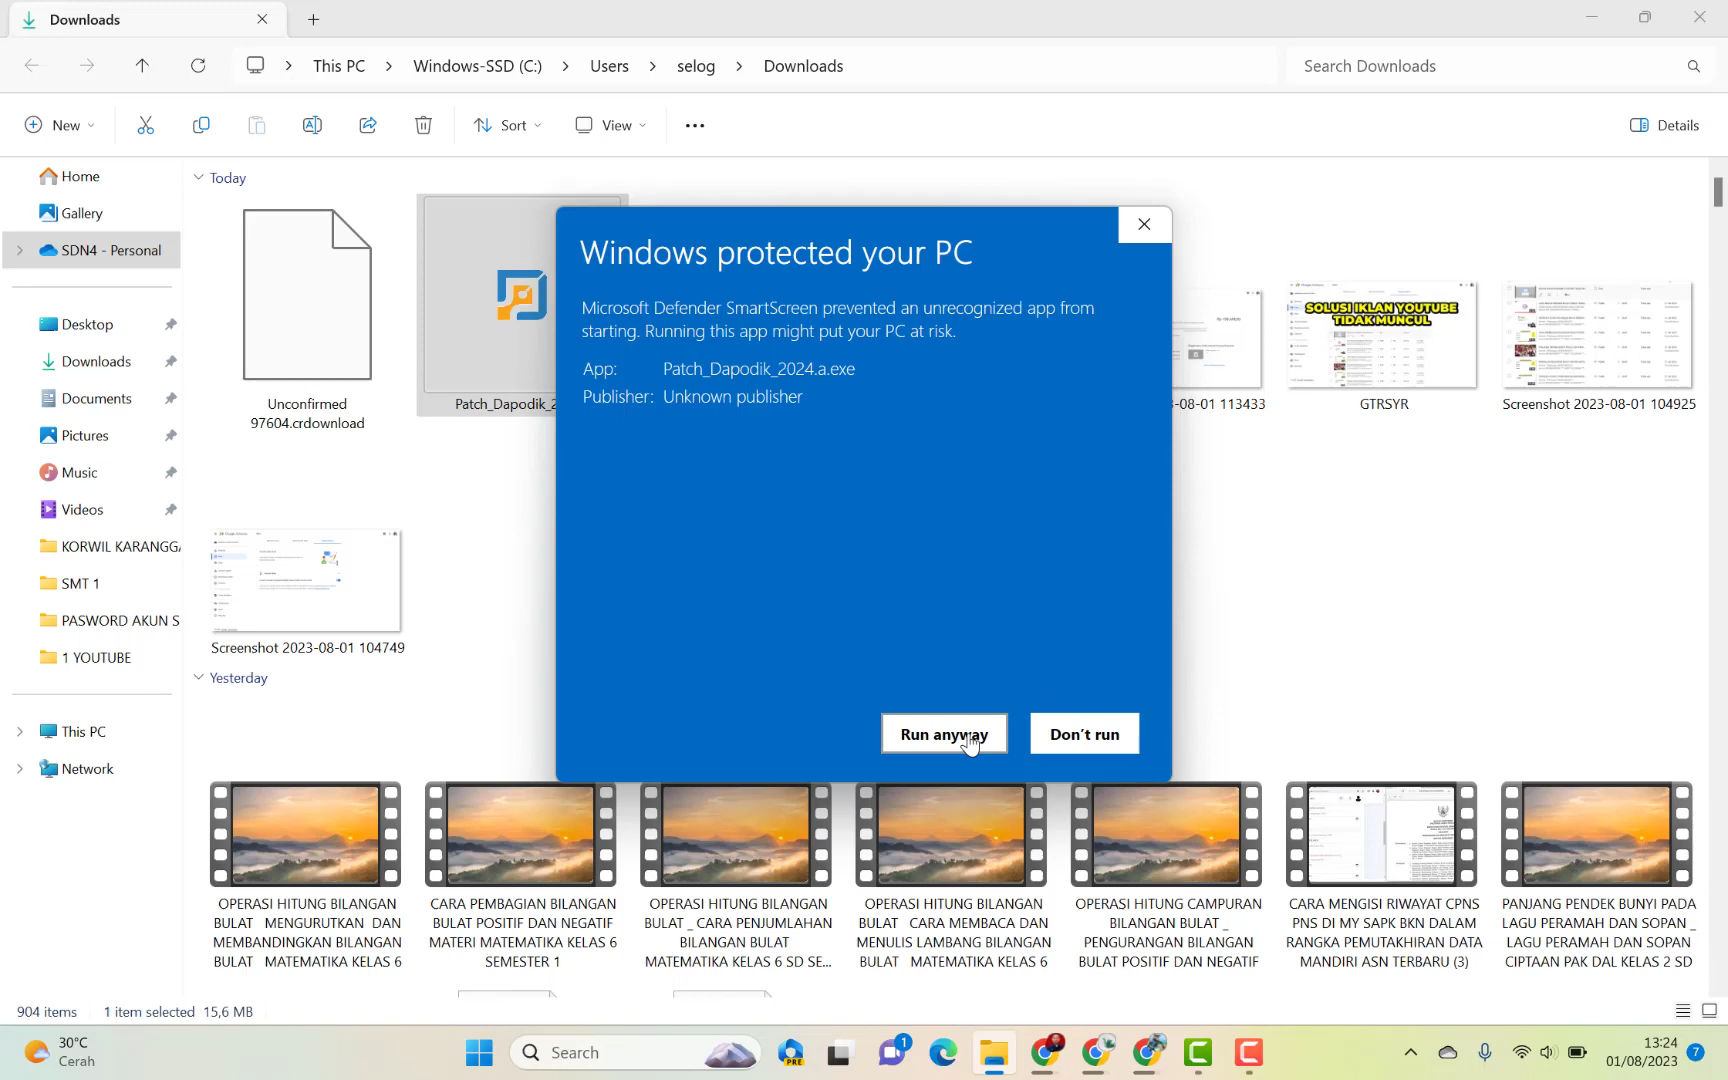 Downloads
This PC
Windows-SSD (C:)
Users
selog
Downloads
Search Downloads
New
Sort
View
Details
Home
Gallery
SDN4 - Personal
Desktop
Downloads
Documents
Pictures
Music
Videos
KORWIL KARANGGA
SMT 1
PASWORD AKUN S
1 YOUTUBE
This PC
Network
Today
Unconfirmed
97604.crdownload
Patch_Dapodik_2
Windows protected your PC
Microsoft Defender SmartScreen prevented an unrecognized app from
starting. Running this app might put your PC at risk.
App: Patch_Dapodik_2024.a.exe
Publisher: Unknown publisher
Run anyway
Don't run
-08-01 113433
SOLUSI IKLAN YOUTUBE
TIDAK MUNCUL
GTRSYR
Screenshot 2023-08-01 104925
Screenshot 2023-08-01 104749
Yesterday
OPERASI HITUNG BILANGAN
BULAT MENGURUTKAN DAN
MEMBANDINGKAN BILANGAN
BULAT MATEMATIKA KELAS 6
CARA PEMBAGIAN BILANGAN
BULAT POSITIF DAN NEGATIF
MATERI MATEMATIKA KELAS 6
SEMESTER 1
OPERASI HITUNG BILANGAN
BULAT _ CARA PENJUMLAHAN
BILANGAN BULAT
MATEMATIKA KELAS 6 SD SE...
OPERASI HITUNG BILANGAN
BULAT CARA MEMBACA DAN
MENULIS LAMBANG BILANGAN
BULAT MATEMATIKA KELAS 6
OPERASI HITUNG CAMPURAN
BILANGAN BULAT _
PENGURANGAN BILANGAN
BULAT POSITIF DAN NEGATIF
CARA MENGISI RIWAYAT CPNS
PNS DI MY SAPK BKN DALAM
RANGKA PEMUTAKHIRAN DATA
MANDIRI ASN TERBARU (3)
PANJANG PENDEK BUNYI PADA
LAGU PERAMAH DAN SOPAN _
LAGU PERAMAH DAN SOPAN
CIPTAAN PAK DAL KELAS 2 SD
904 items
1 item selected 15,6 MB
30°C
Cerah
Search
PRE
1
13:24
01/08/2023
7